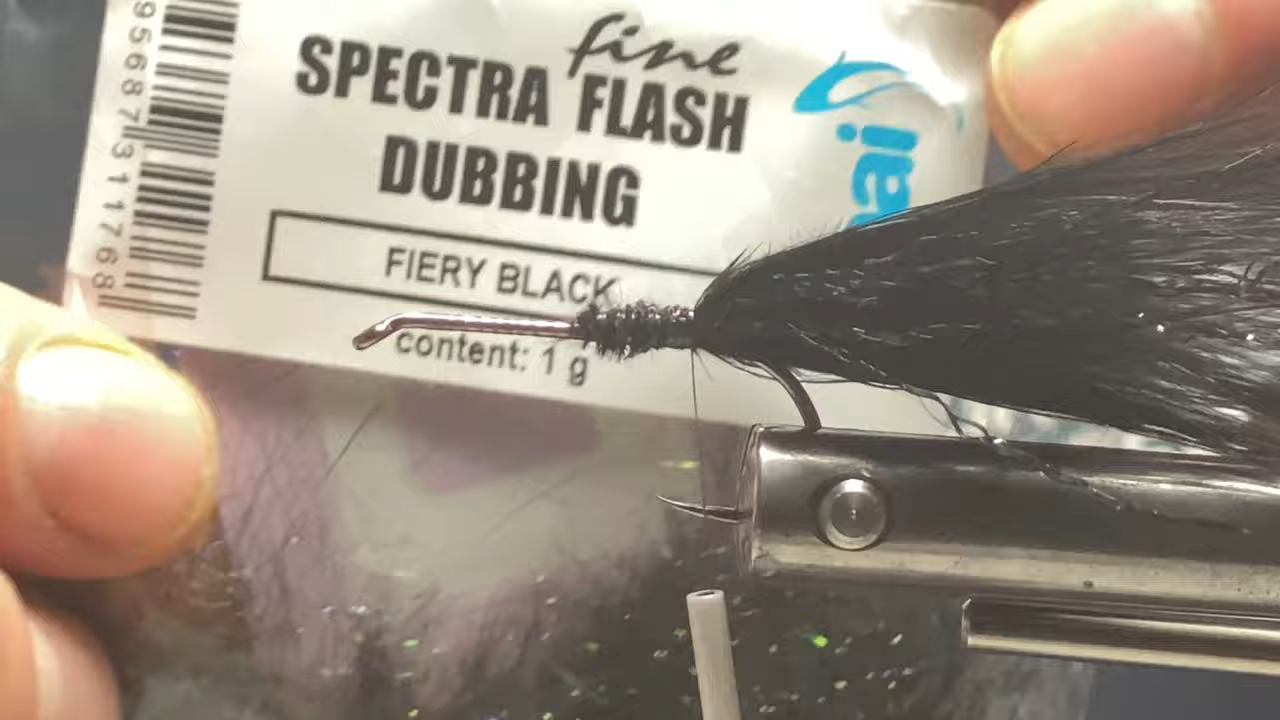 fine
SPECTRA FLASH
DUBBING
FIERY BLACK
content: 1 g